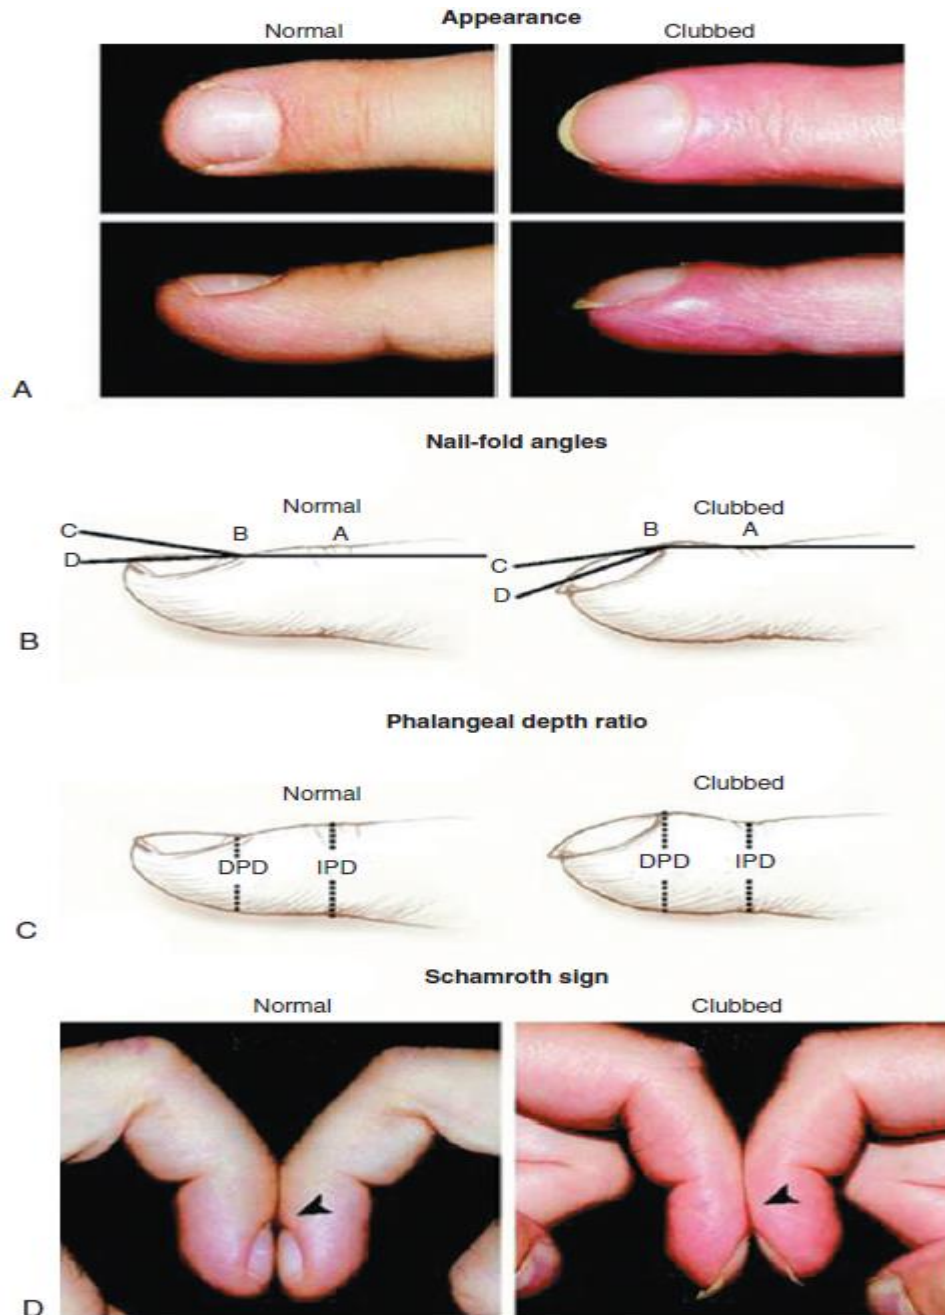 Appearance
Normal Clubbed
A
Nail-fold angles
Normal Clubbed
C B A B A
D C
D
B
Phalangeal depth ratio
Normal Clubbed
DPD IPD DPD IPD
C
Schamroth sign
Normal Clubbed
D